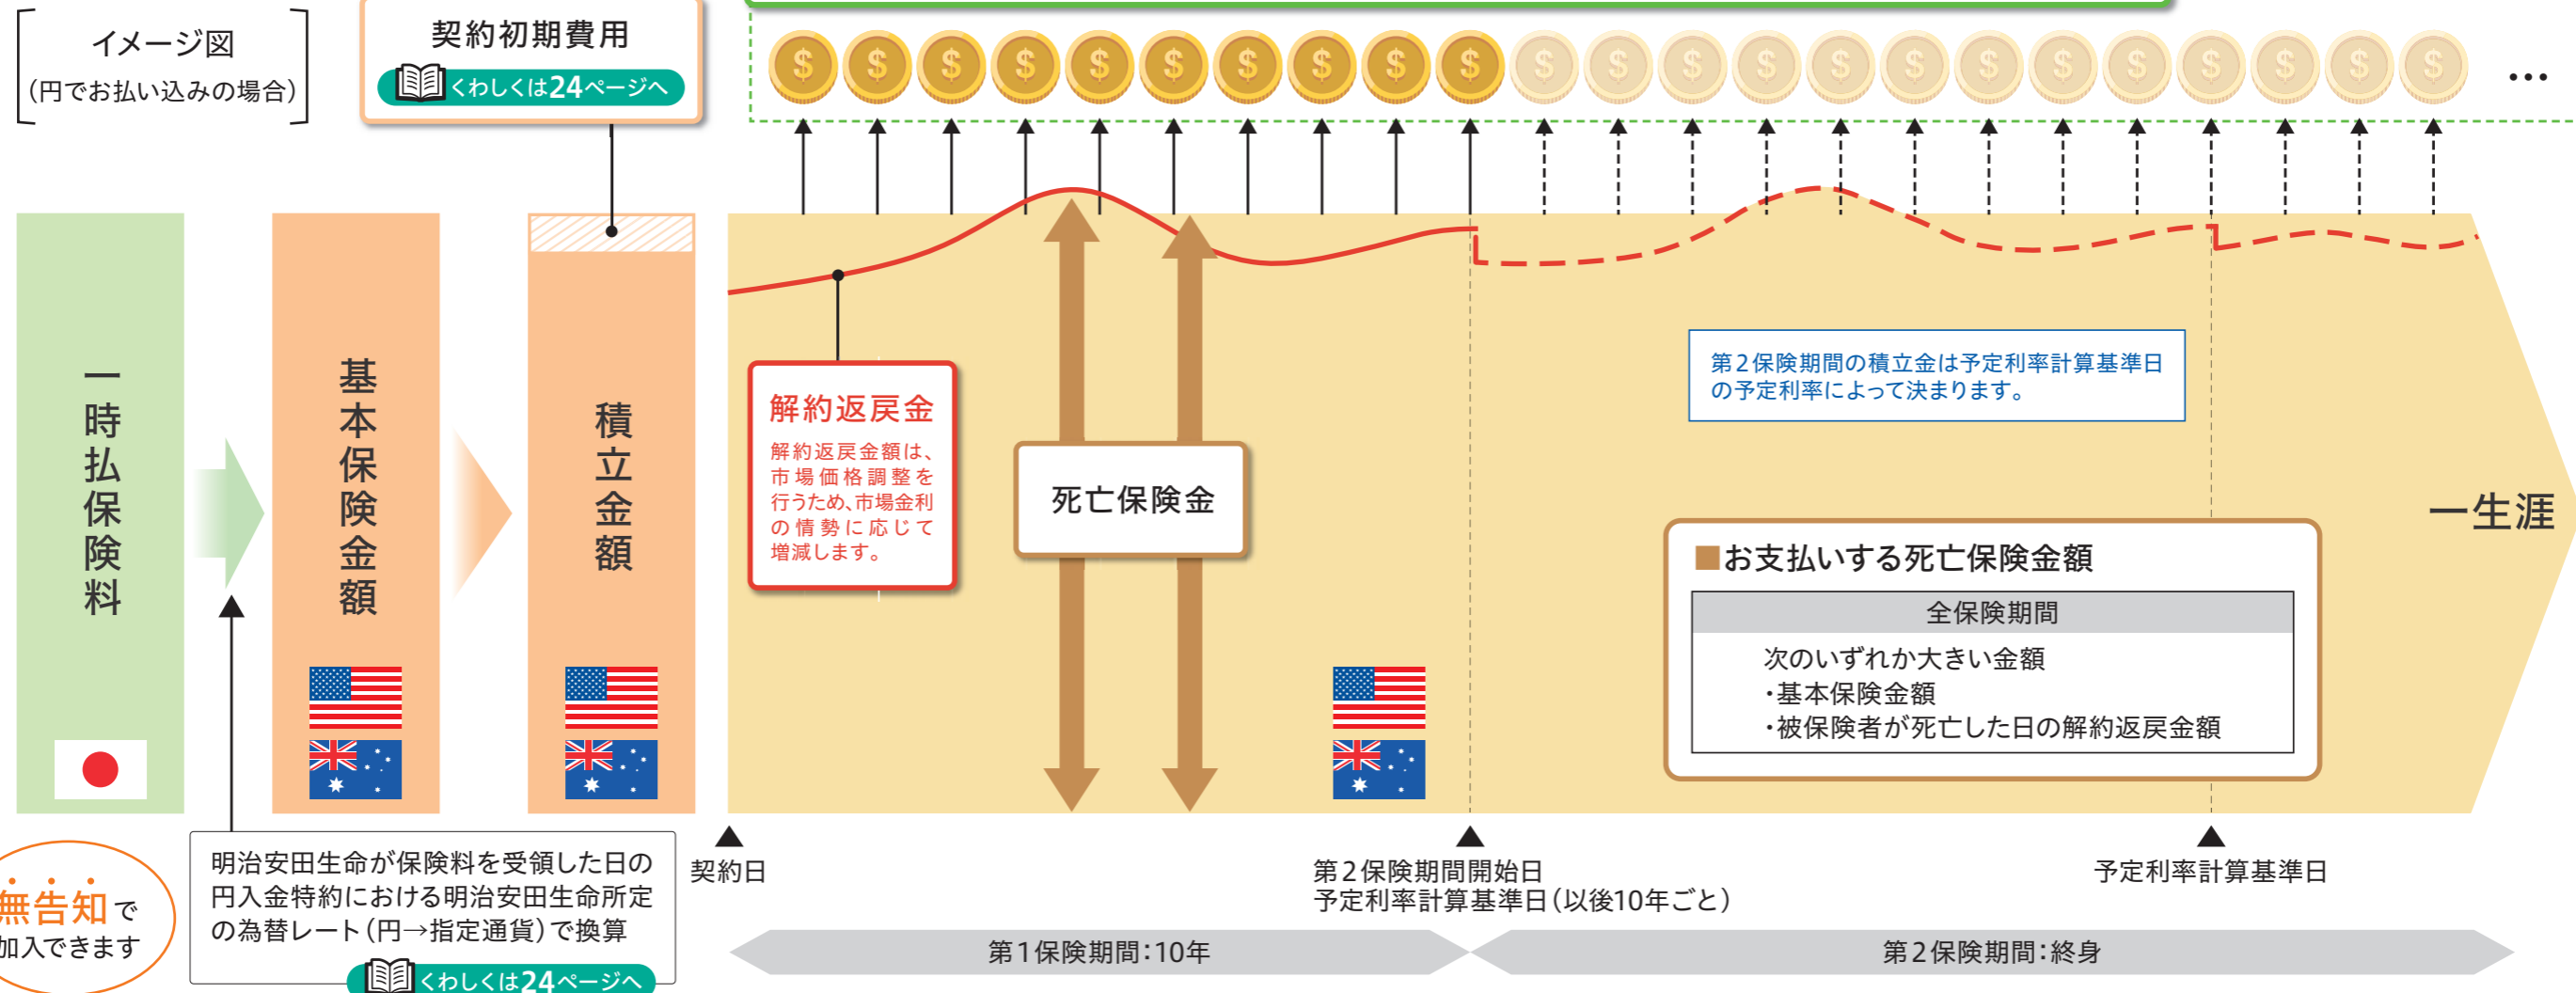 イメージ図
（円でお払い込みの場合）
契約初期費用
くわしくは24ページへ
$ $ $ $ $ $ $ $ $ $ $ $ $ $ $ $ $ $ $ $ $ $ $ …
一時払保険料
基本保険金額
積立金額
解約返戻金
解約返戻金額は、
市場価格調整を
行うため、市場金利
の情勢に応じて
増減します。
死亡保険金
第2保険期間の積立金は予定利率計算基準日
の予定利率によって決まります。
一生涯
■お支払いする死亡保険金額
全保険期間
次のいずれか大きい金額
・基本保険金額
・被保険者が死亡した日の解約返戻金額
無告知で
加入できます
明治安田生命が保険料を受領した日の
円入金特約における明治安田生命所定
の為替レート（円→指定通貨）で換算
くわしくは24ページへ
契約日
第2保険期間開始日
予定利率計算基準日（以後10年ごと）
予定利率計算基準日
第1保険期間：10年
第2保険期間：終身